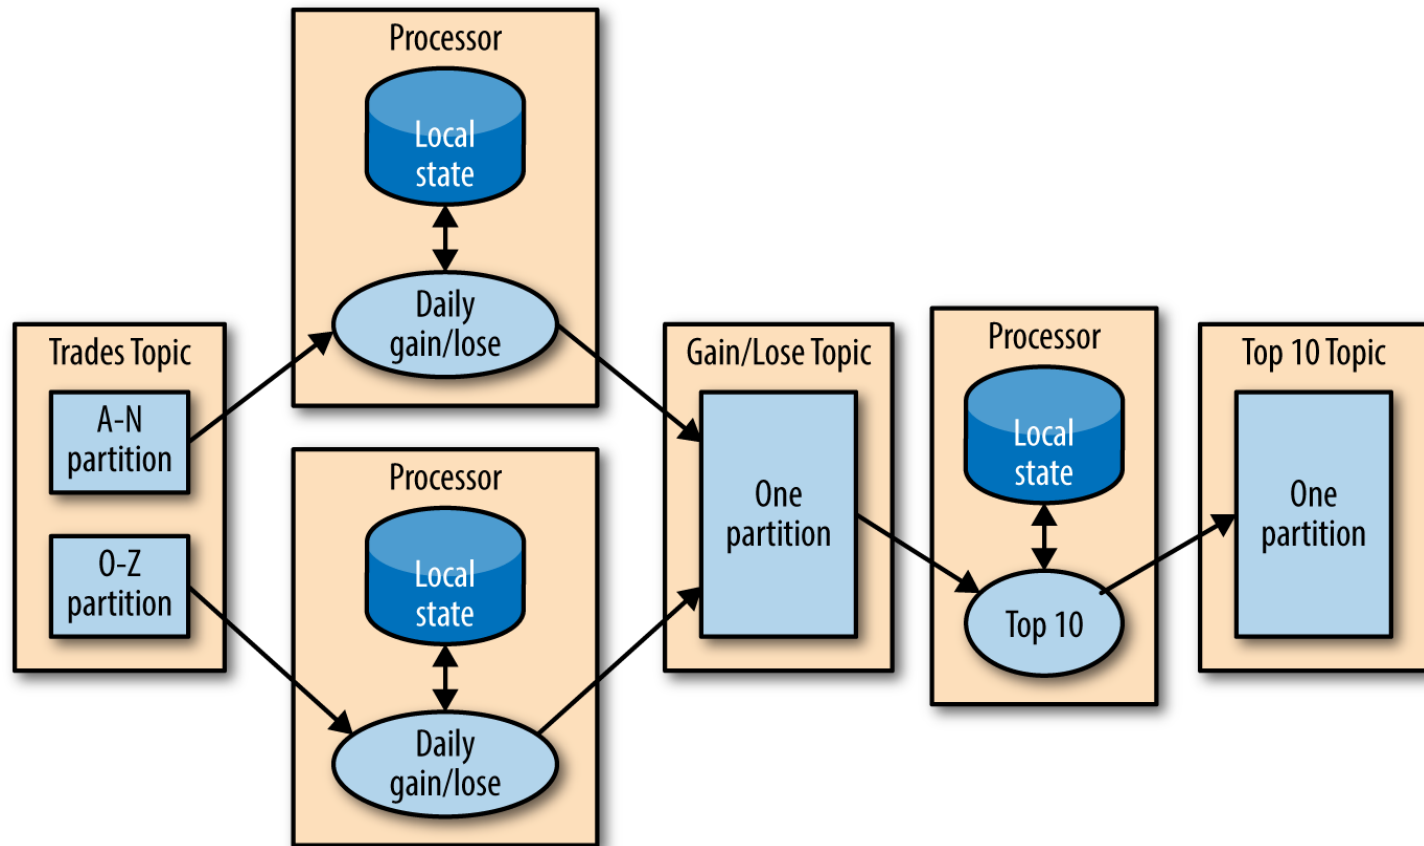 Trades Topic
A-N
partition
O-Z
partition
Processor
Local
state
Daily
gain/lose
Processor
Local
state
Daily
gain/lose
Gain/Lose Topic
One
partition
Processor
Local
state
Top 10
Top 10 Topic
One
partition